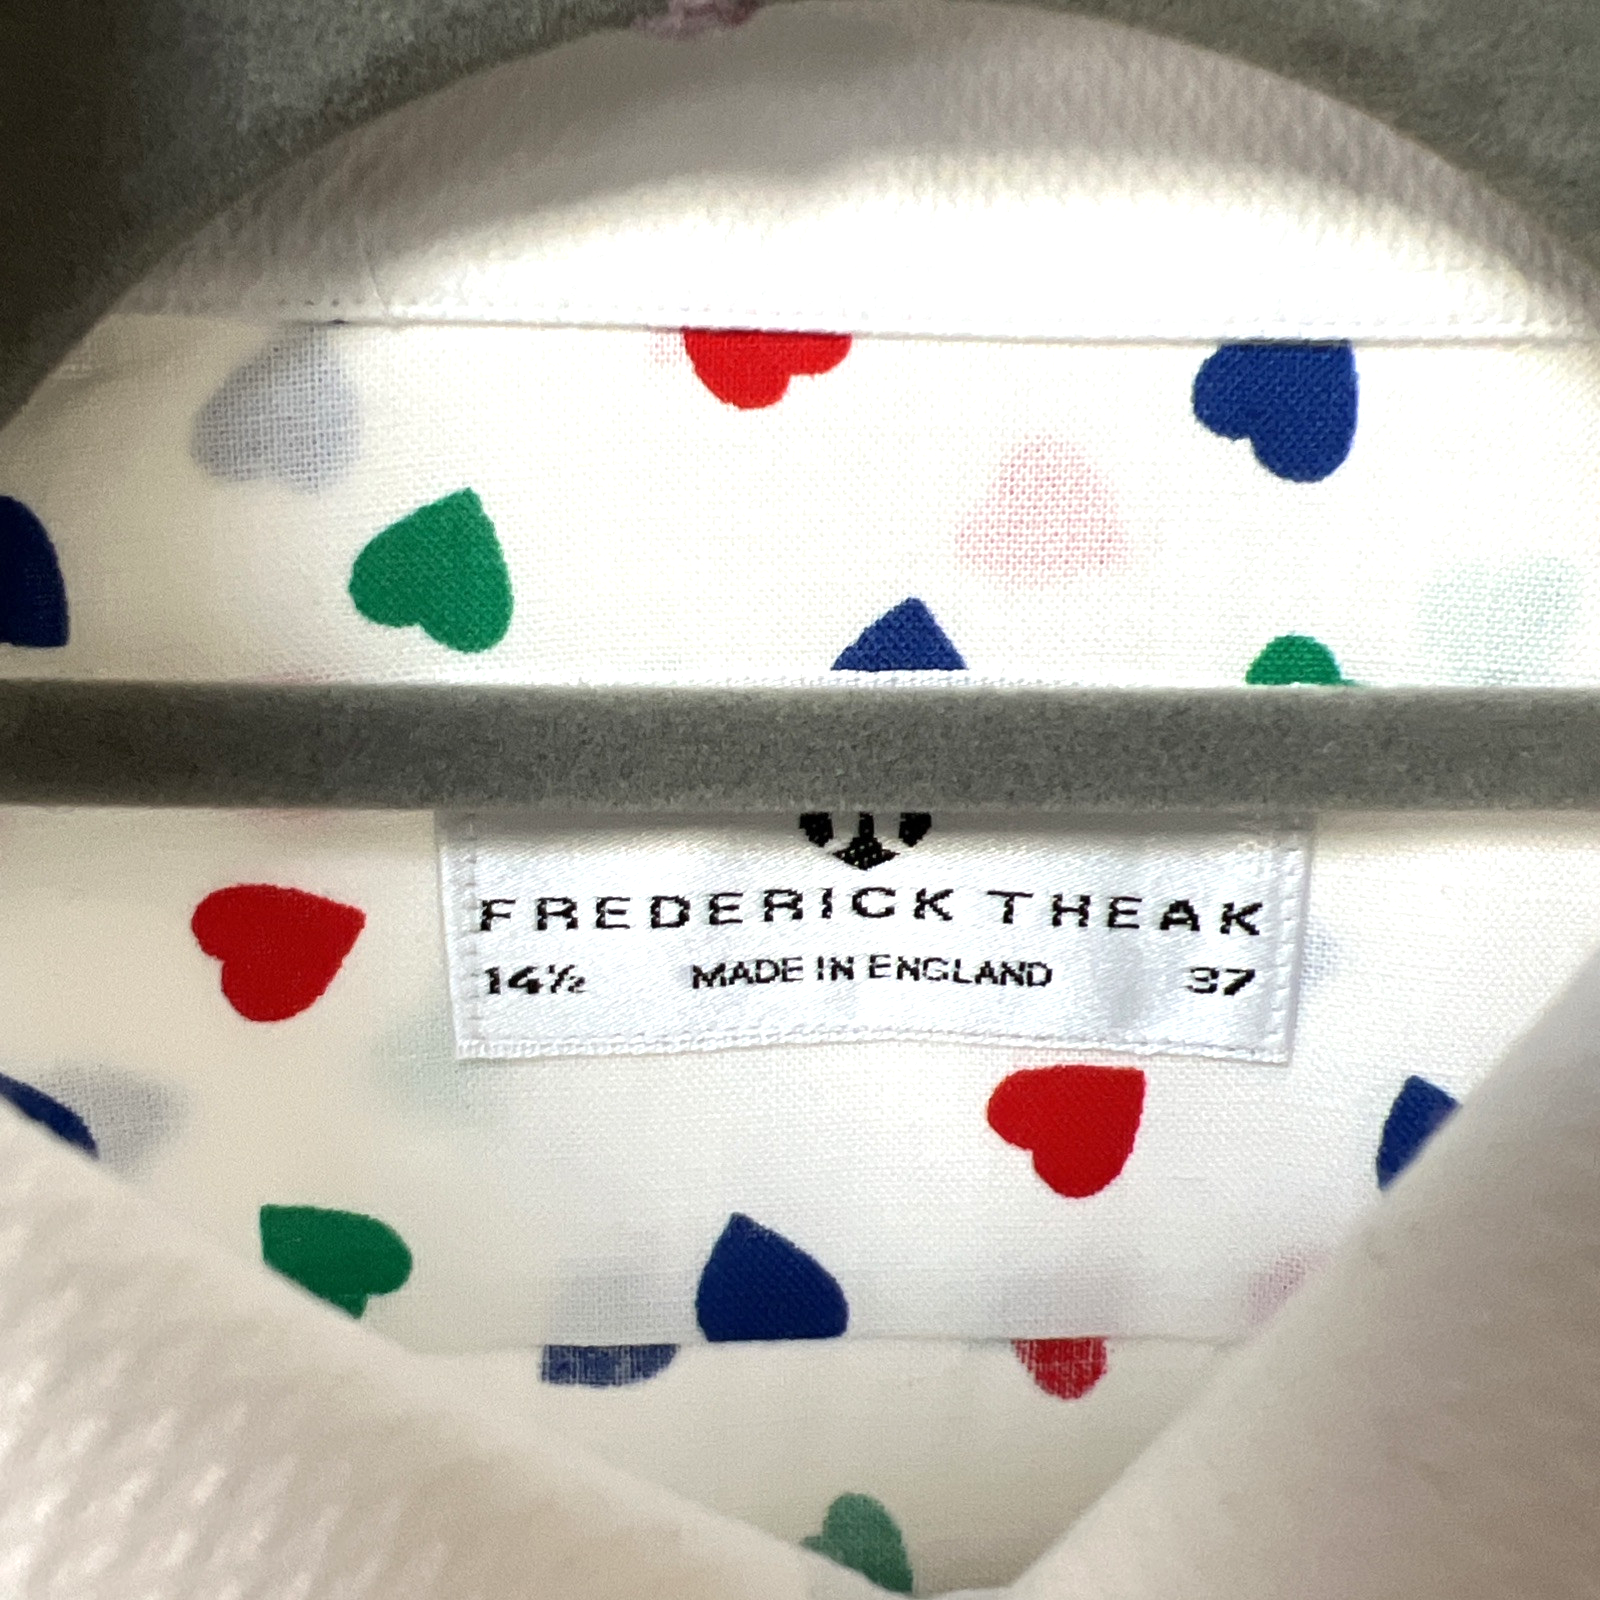 FREDERICK THEAK
14½ MADE IN ENGLAND 37